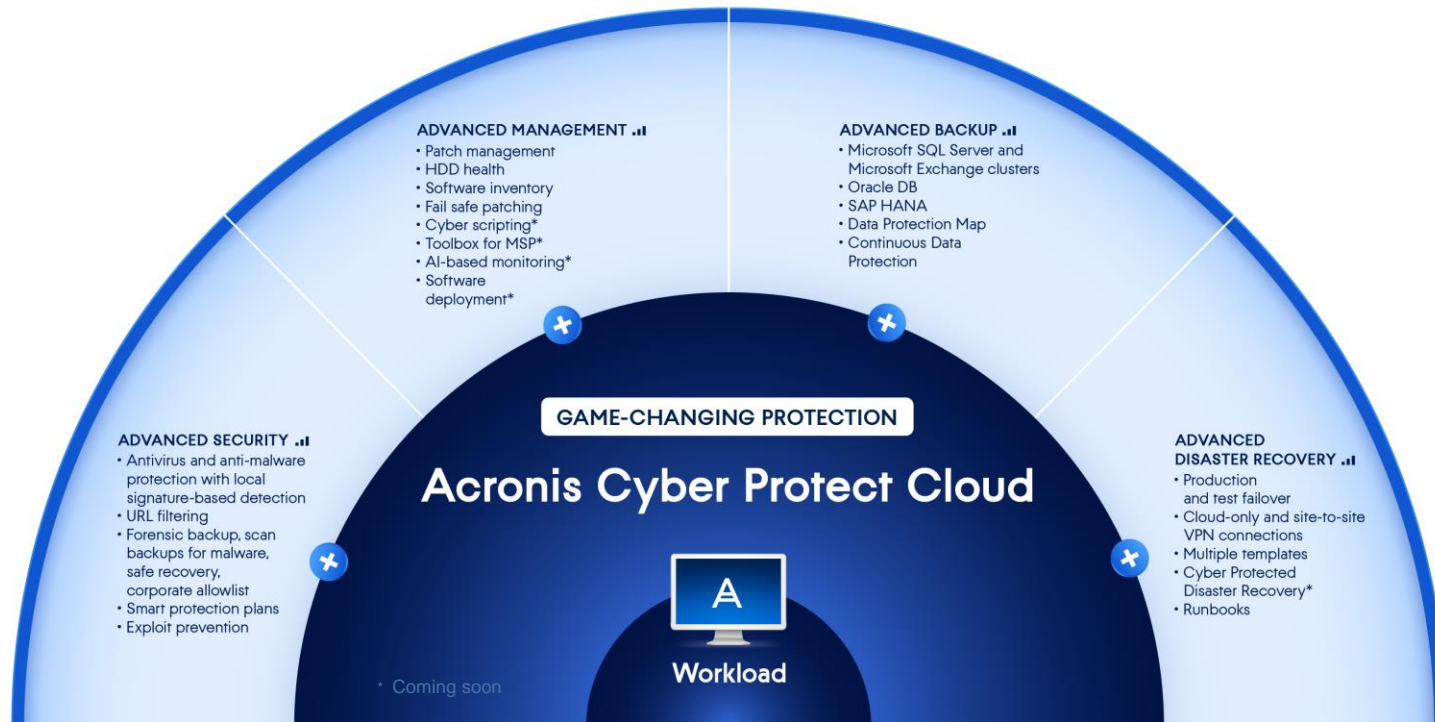 ADVANCED MANAGEMENT
• Patch management
• HDD health
• Software inventory
• Fail safe patching
• Cyber scripting*
• Toolbox for MSP*
• AI-based monitoring*
• Software
deployment*
ADVANCED BACKUP
• Microsoft SQL Server and
Microsoft Exchange clusters
• Oracle DB
• SAP HANA
• Data Protection Map
• Continuous Data
Protection
ADVANCED SECURITY
• Antivirus and anti-malware
protection with local
signature-based detection
• URL filtering
• Forensic backup, scan
backups for malware,
safe recovery,
corporate allowlist
• Smart protection plans
• Exploit prevention
GAME-CHANGING PROTECTION
Acronis Cyber Protect Cloud
A
Workload
* Coming soon
ADVANCED
DISASTER RECOVERY
• Production
and test failover
• Cloud-only and site-to-site
VPN connections
• Multiple templates
• Cyber Protected
Disaster Recovery*
• Runbooks